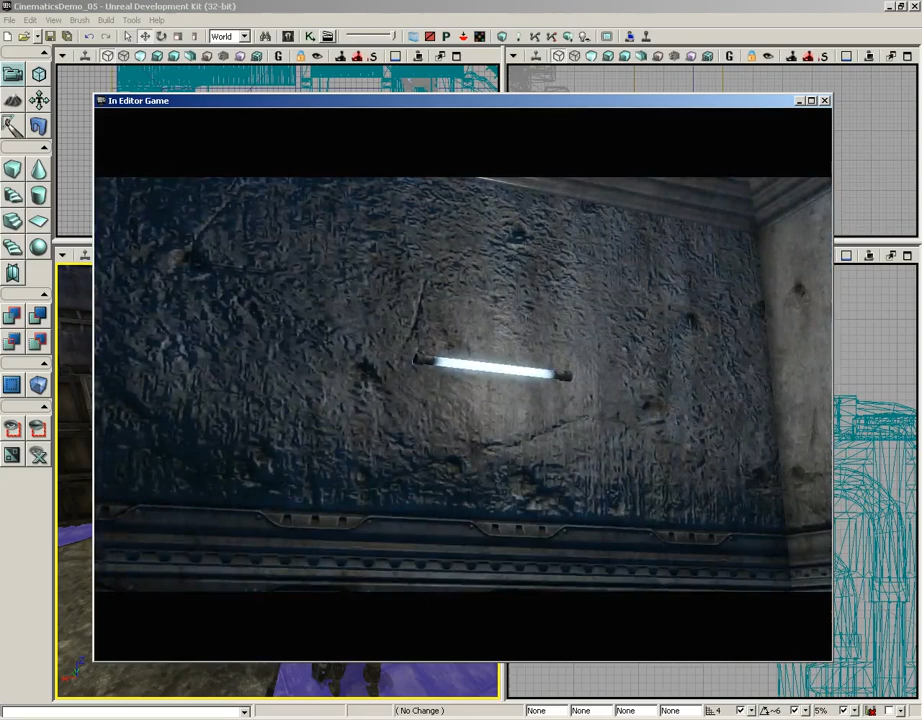 CinematicsDemo_05 - Unreal Development Kit (32-bit)
File Edit View Brush Build Tools Help
World
G
G
In Editor Game
( No Change )
None
None
None
None
4
~6
5%